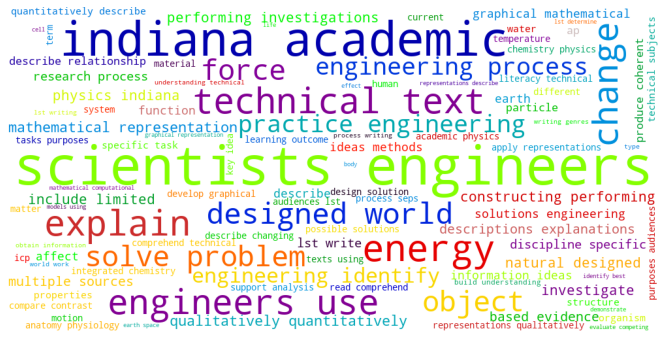 quantitatively describe
term
cell
performing investigations
life
current
graphical mathematical
1st determine
water
ap
temperature
chemistry physics
indiana academic
change
produce coherent
technical subjects
describe relationship
material
force
engineering process
research process
understanding technical
effect
representations describe
human
literacy technical
physics indiana
technical text
earth
different
lst writing
system
function
particle
writing genres
mathematical representation
graphical representation
process writing
practice engineering
academic physics
type
tasks purposes
key idea
learning outcome
ideas methods
apply representations
specific task
body
scientists engineers
mathematical computational
models using
develop graphical
describe
design solution
process seps
constructing performing
include limited
audiences lst
solutions engineering
matter
explain
designed world
possible solutions
descriptions explanations
purposes audiences
obtain information
comprehend technical
describe changing
lst write
energy
discipline specific
icp
affect
world work
solve problem
texts using
natural designed
integrated chemistry
engineering identify
read comprehend
information ideas
identify best
multiple sources
support analysis
build understanding
investigate
properties
compare contrast
engineers use
object
structure
demonstrate
motion
based evidence
organism
anatomy physiology
earth space
qualitatively quantitatively
representations qualitatively
evaluate competing